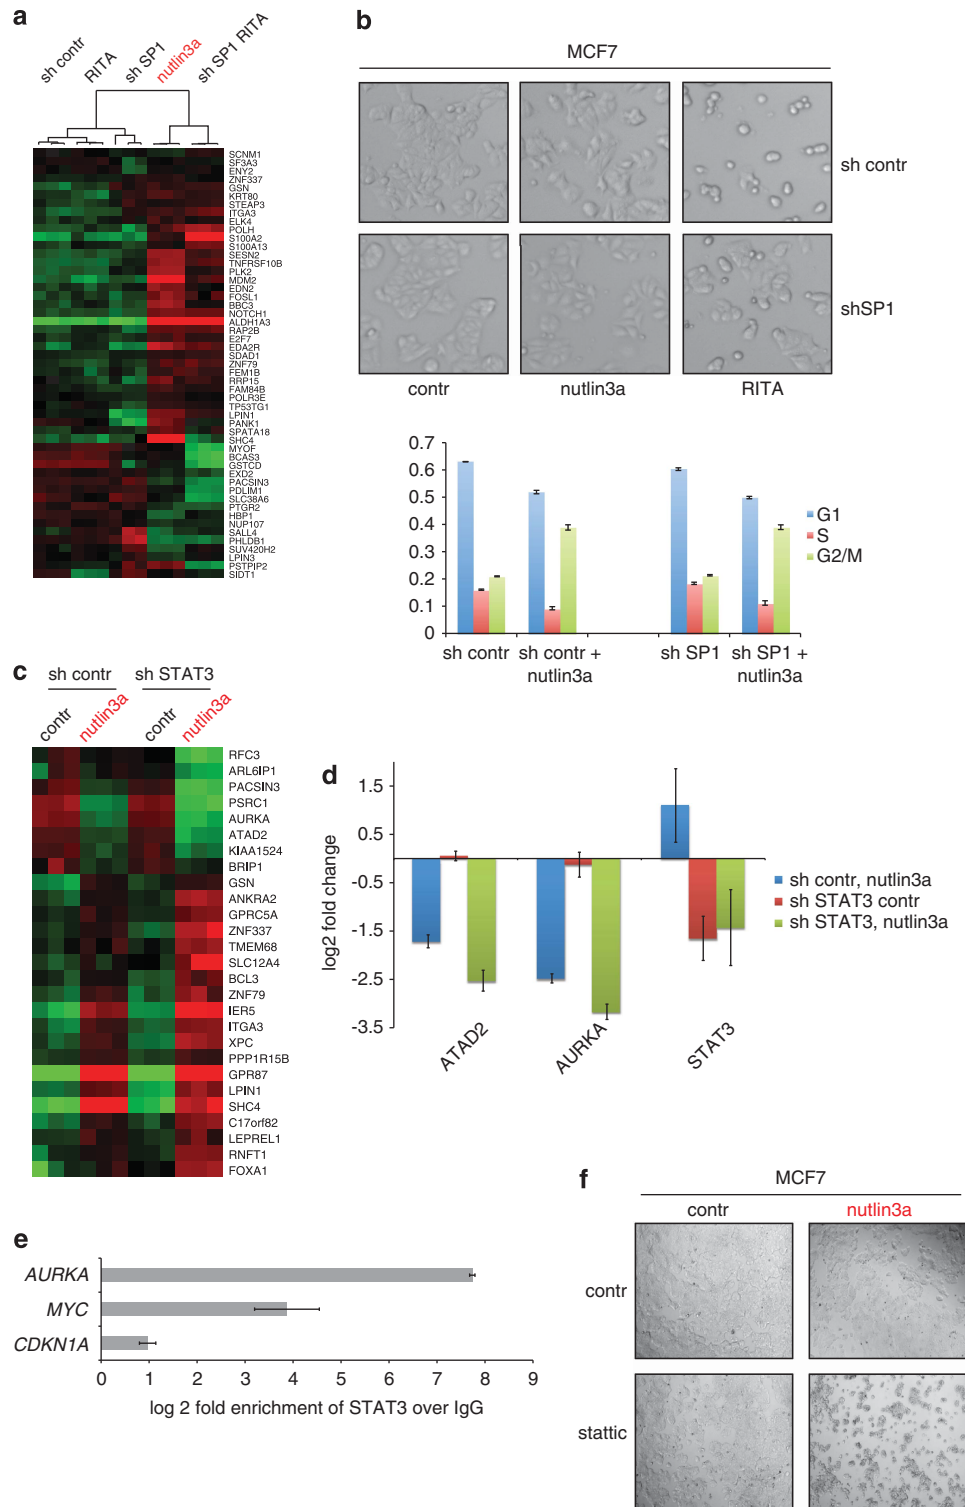 a
sh contr
RITA
sh SP1
nutlin3a
sh SP1 RITA
SCNM1
SF3A3
ENY2
ZNF337
GSN
KRT80
STEAP3
ITGA3
ELK4
POLH
S100A2
S100A13
SESN2
TNFRSF10B
PLK2
MDM2
EDN2
FOSL1
BBC3
NOTCH1
ALDH1A3
RAP2B
E2F7
EDA2R
SDAD1
ZNF79
FEM1B
RRP15
FAM84B
POLR3E
TP53TG1
LPIN1
PANK1
SPATA18
SHC4
MYOF
BCAS3
GSTCD
EXD2
PACSIN3
PDLIM1
SLC38A6
PTGR2
HBP1
NUP107
SALL4
PHLDB1
SUV420H2
LPIN3
PSTPIP2
SIDT1
b
MCF7
sh contr
shSP1
contr
nutlin3a
RITA
0.7
0.6
0.5
0.4
0.3
0.2
0.1
0
G1
S
G2/M
sh contr
sh contr +
nutlin3a
sh SP1
sh SP1 +
nutlin3a
c
sh contr
sh STAT3
contr
nutlin3a
contr
nutlin3a
RFC3
ARL6IP1
PACSIN3
PSRC1
AURKA
ATAD2
KIAA1524
BRIP1
GSN
ANKRA2
GPRC5A
ZNF337
TMEM68
SLC12A4
BCL3
ZNF79
IER5
ITGA3
XPC
PPP1R15B
GPR87
LPIN1
SHC4
C17orf82
LEPREL1
RNFT1
FOXA1
d
log2 fold change
1.5
0.5
-0.5
-1.5
-2.5
-3.5
ATAD2
AURKA
STAT3
sh contr, nutlin3a
sh STAT3 contr
sh STAT3, nutlin3a
e
AURKA
MYC
CDKN1A
0 1 2 3 4 5 6 7 8 9
log 2 fold enrichment of STAT3 over IgG
f
MCF7
contr
nutlin3a
contr
stattic